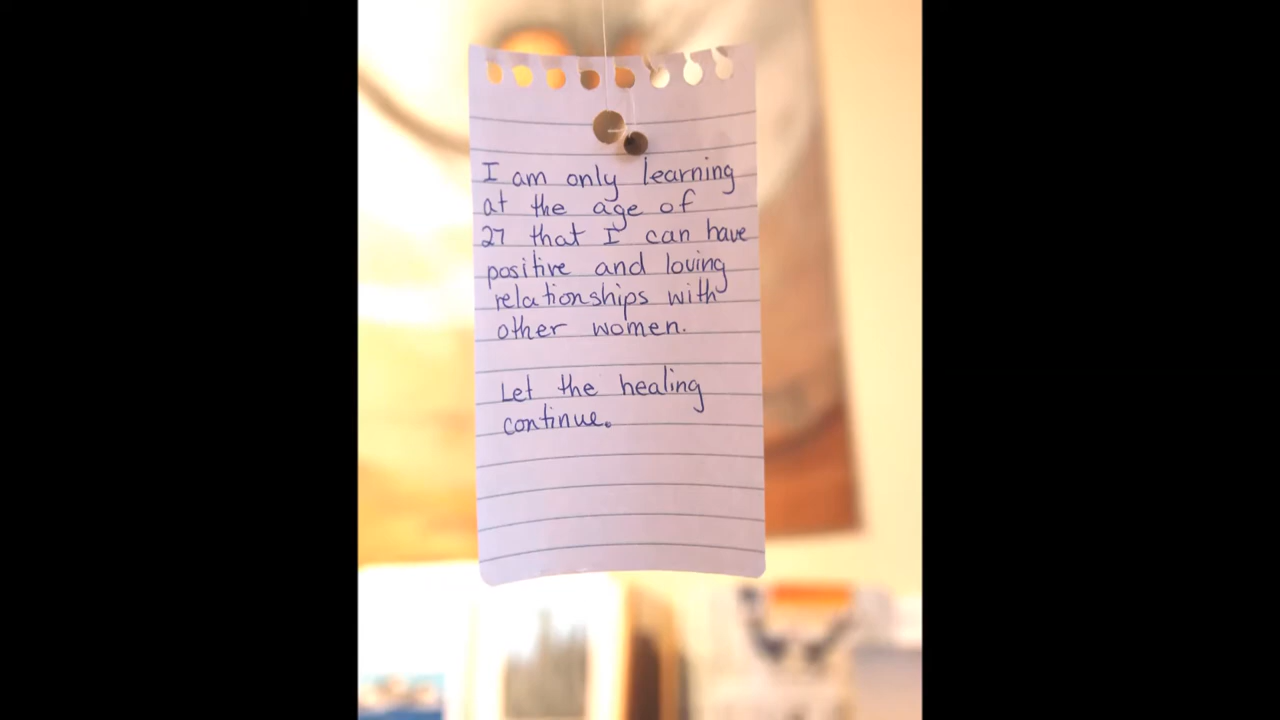 I am only learning
at the age of
27 that I can have
positive and loving
relationships with
other women.
Let the healing
continue.